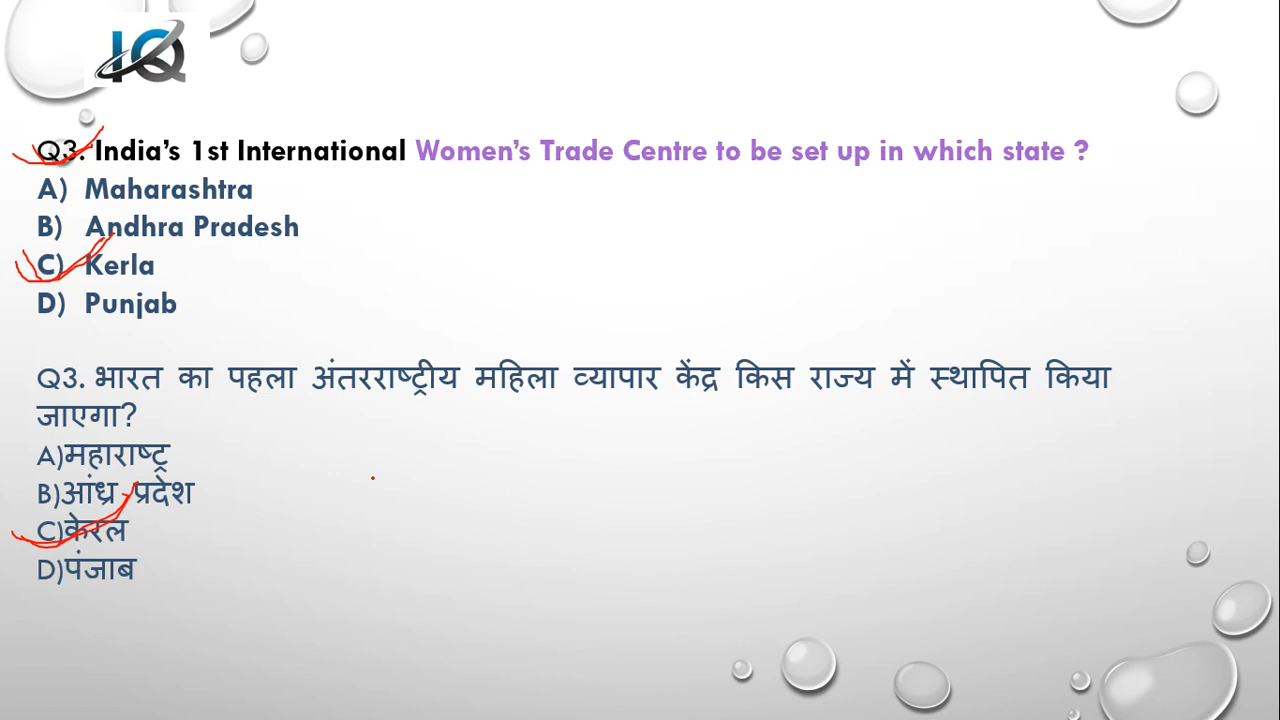 IQ
Q3. India's 1st International Women's Trade Centre to be set up in which state ?
A) Maharashtra
B) Andhra Pradesh
C) Kerla
D) Punjab
Q3. भारत का पहला अंतरराष्ट्रीय महिला व्यापार केंद्र किस राज्य में स्थापित किया
जाएगा?
A)महाराष्ट्र
B)आंध्र प्रदेश
C)केरल
D)पंजाब